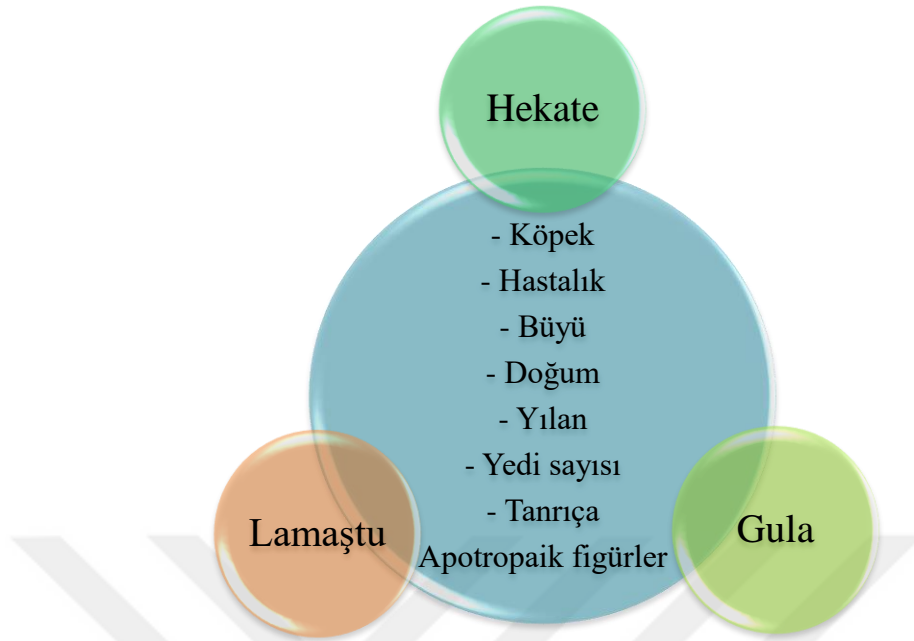 Hekate
- Köpek
- Hastalık
- Büyü
- Doğum
- Yılan
- Yedi sayısı
- Tanrıça
Apotropaik figürler
Lamaştu
Gula